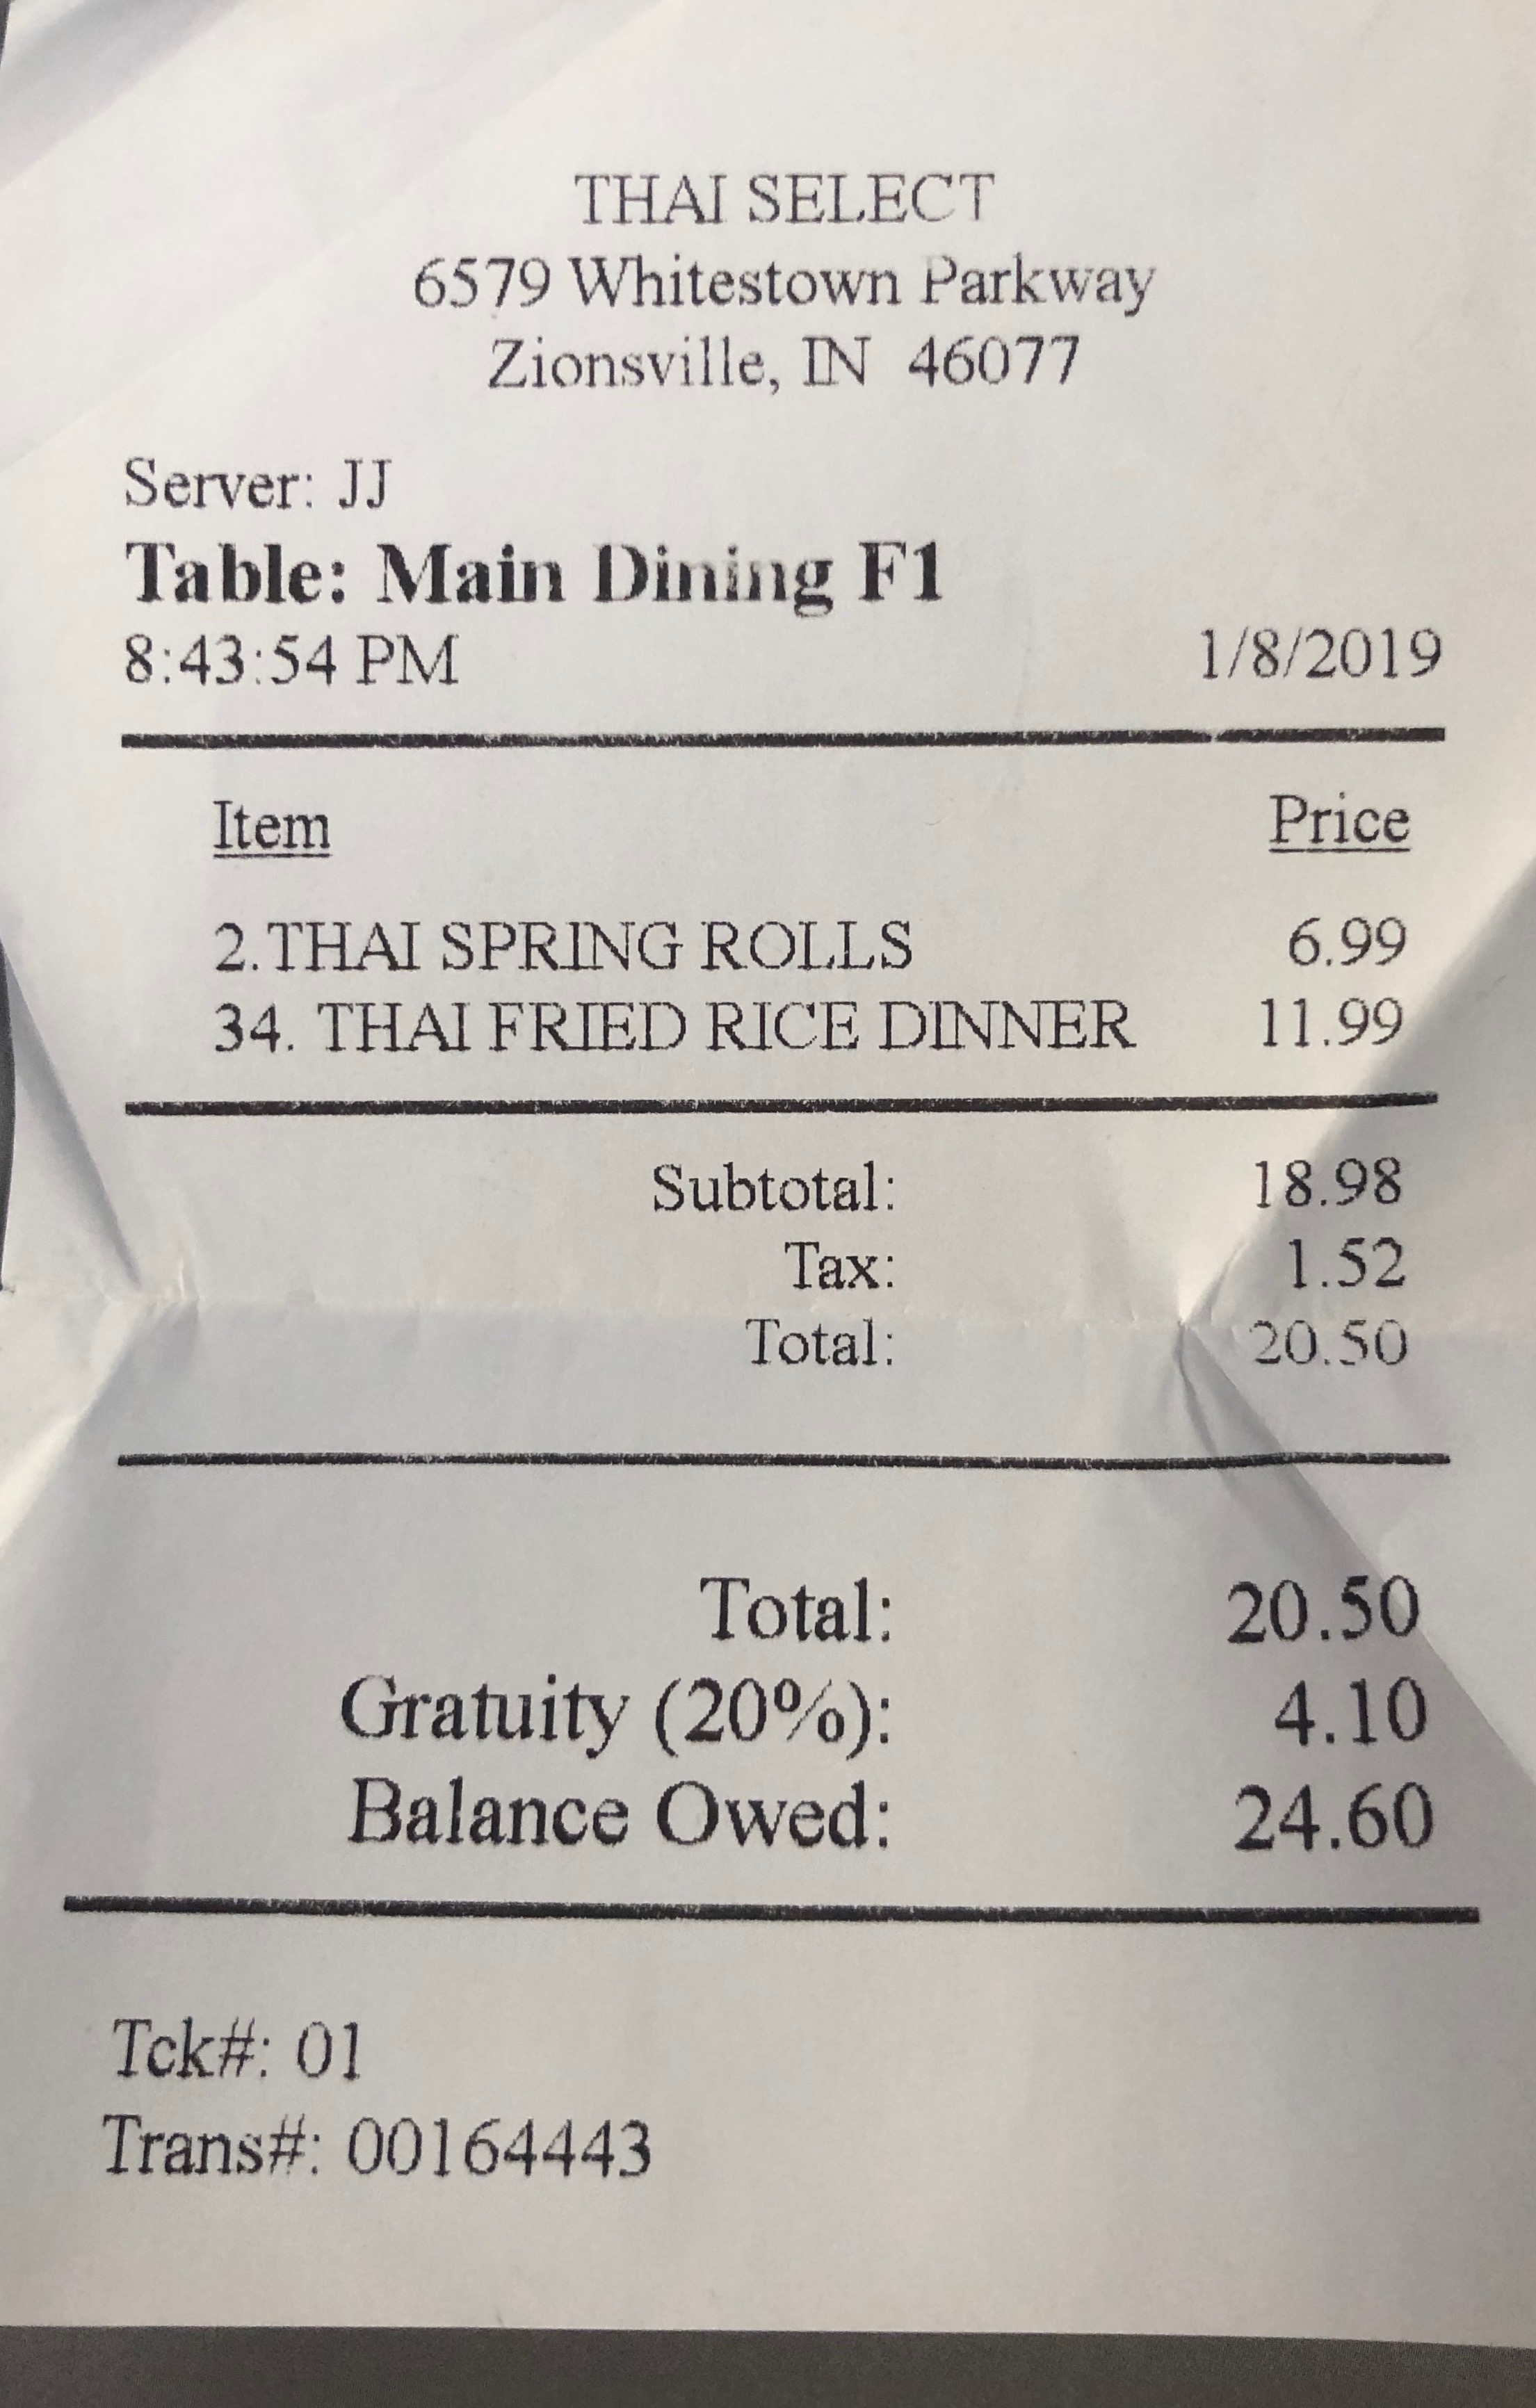 THAI SELECT
6579 Whitestown Parkway
Zionsville, IN 46077
Server: JJ
Table: Main Dining F1
8:43:54 PM 1/8/2019
Item Price
2.THAI SPRING ROLLS 6.99
34. THAI FRIED RICE DINNER 11.99
Subtotal: 18.98
Tax: 1.52
Total: 20.50
Total: 20.50
Gratuity (20%): 4.10
Balance Owed: 24.60
Tck#: 01
Trans#: 00164443